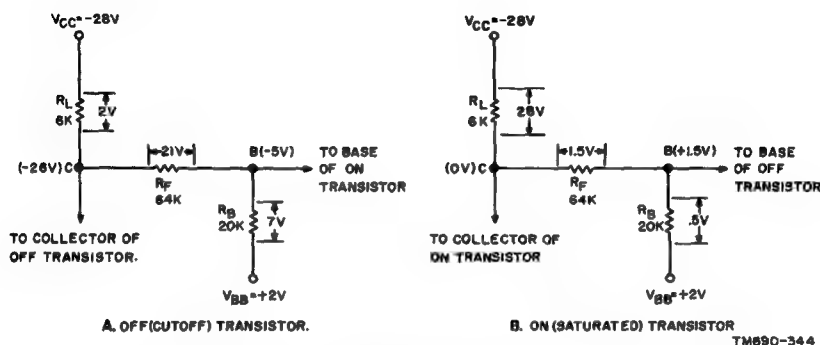 VCC=-28V
RL
6K
2V
(-26V)C
21V
RF
64K
B(-5V)
TO BASE
OF ON
TRANSISTOR
RB
20K
7V
TO COLLECTOR OF
OFF TRANSISTOR.
VBB=+2V
A. OFF(CUTOFF) TRANSISTOR.
VCC=-28V
RL
6K
28V
(0V)C
1.5V
RF
64K
B(+1.5V)
TO BASE
OF OFF
TRANSISTOR
RB
20K
.5V
TO COLLECTOR OF
ON TRANSISTOR
VBB=+2V
B. ON(SATURATED) TRANSISTOR
TM690-344